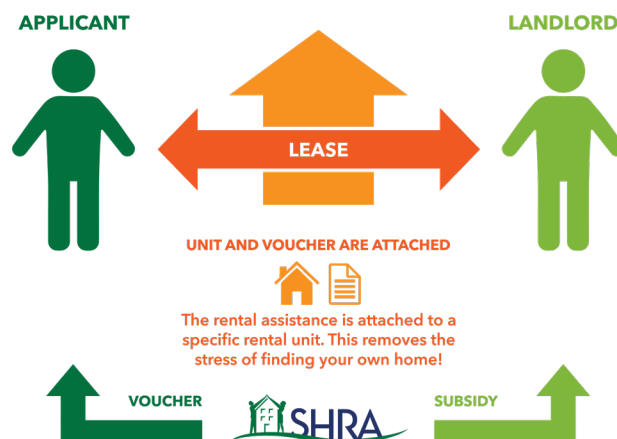 APPLICANT
LANDLORD
LEASE
UNIT AND VOUCHER ARE ATTACHED
The rental assistance is attached to a
specific rental unit. This removes the
stress of finding your own home!
VOUCHER
SUBSIDY
SHRA